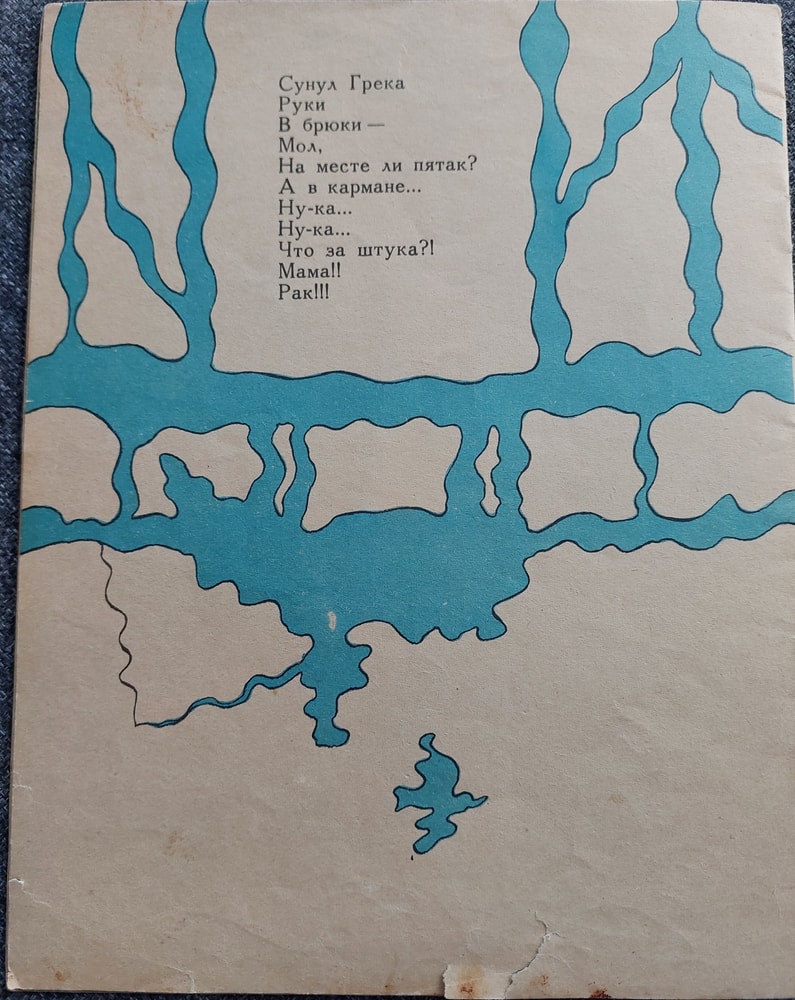 Сунул Грека
Руки
В брюки —
Мол,
На месте ли пятак?
А в кармане...
Ну-ка...
Ну-ка...
Что за штука?!
Мама!!
Рак!!!